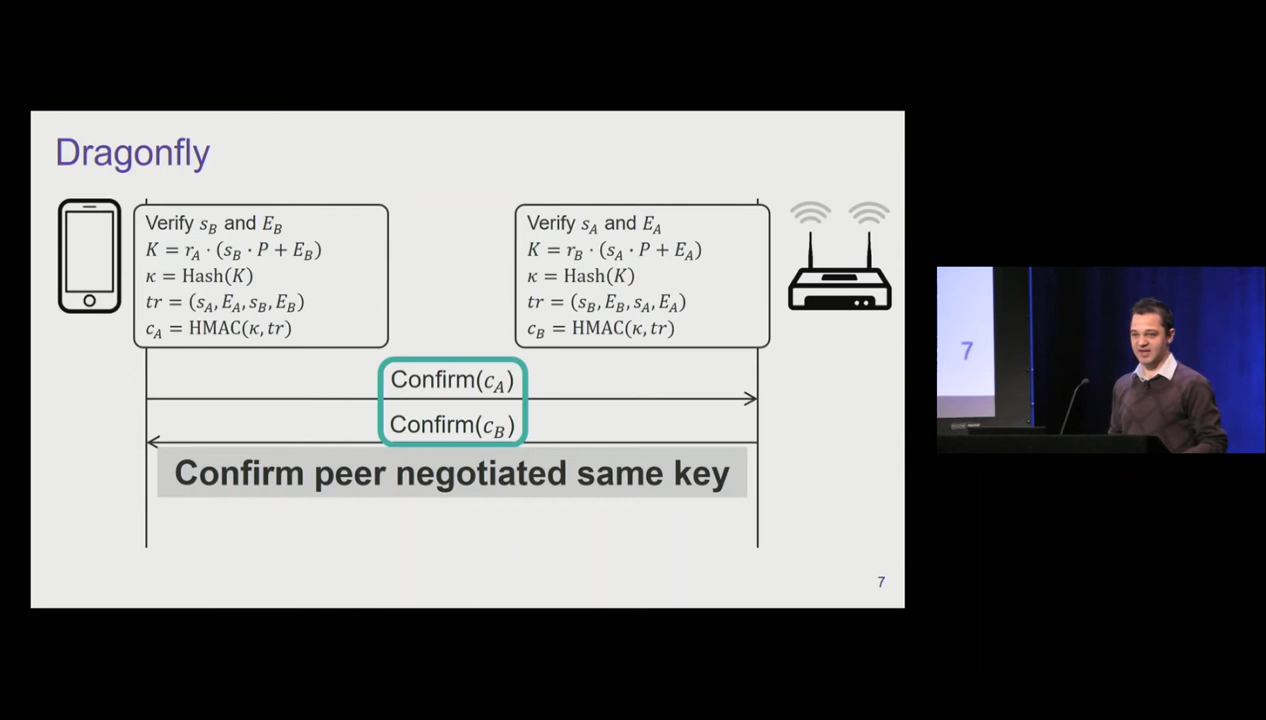 Dragonfly
Verify s_B and E_B
K = r_A · (s_B · P + E_B)
κ = Hash(K)
tr = (s_A, E_A, s_B, E_B)
c_A = HMAC(κ, tr)
Verify s_A and E_A
K = r_B · (s_A · P + E_A)
κ = Hash(K)
tr = (s_B, E_B, s_A, E_A)
c_B = HMAC(κ, tr)
Confirm(c_A)
Confirm(c_B)
Confirm peer negotiated same key
7
7